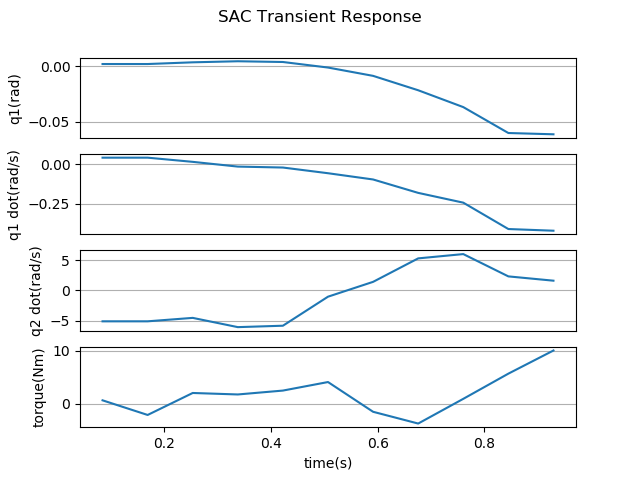 SAC Transient Response
q1(rad)
0.00
−0.05
q1 dot(rad/s)
0.00
−0.25
q2 dot(rad/s)
5
0
−5
torque(Nm)
10
0
0.2 0.4 0.6 0.8
time(s)